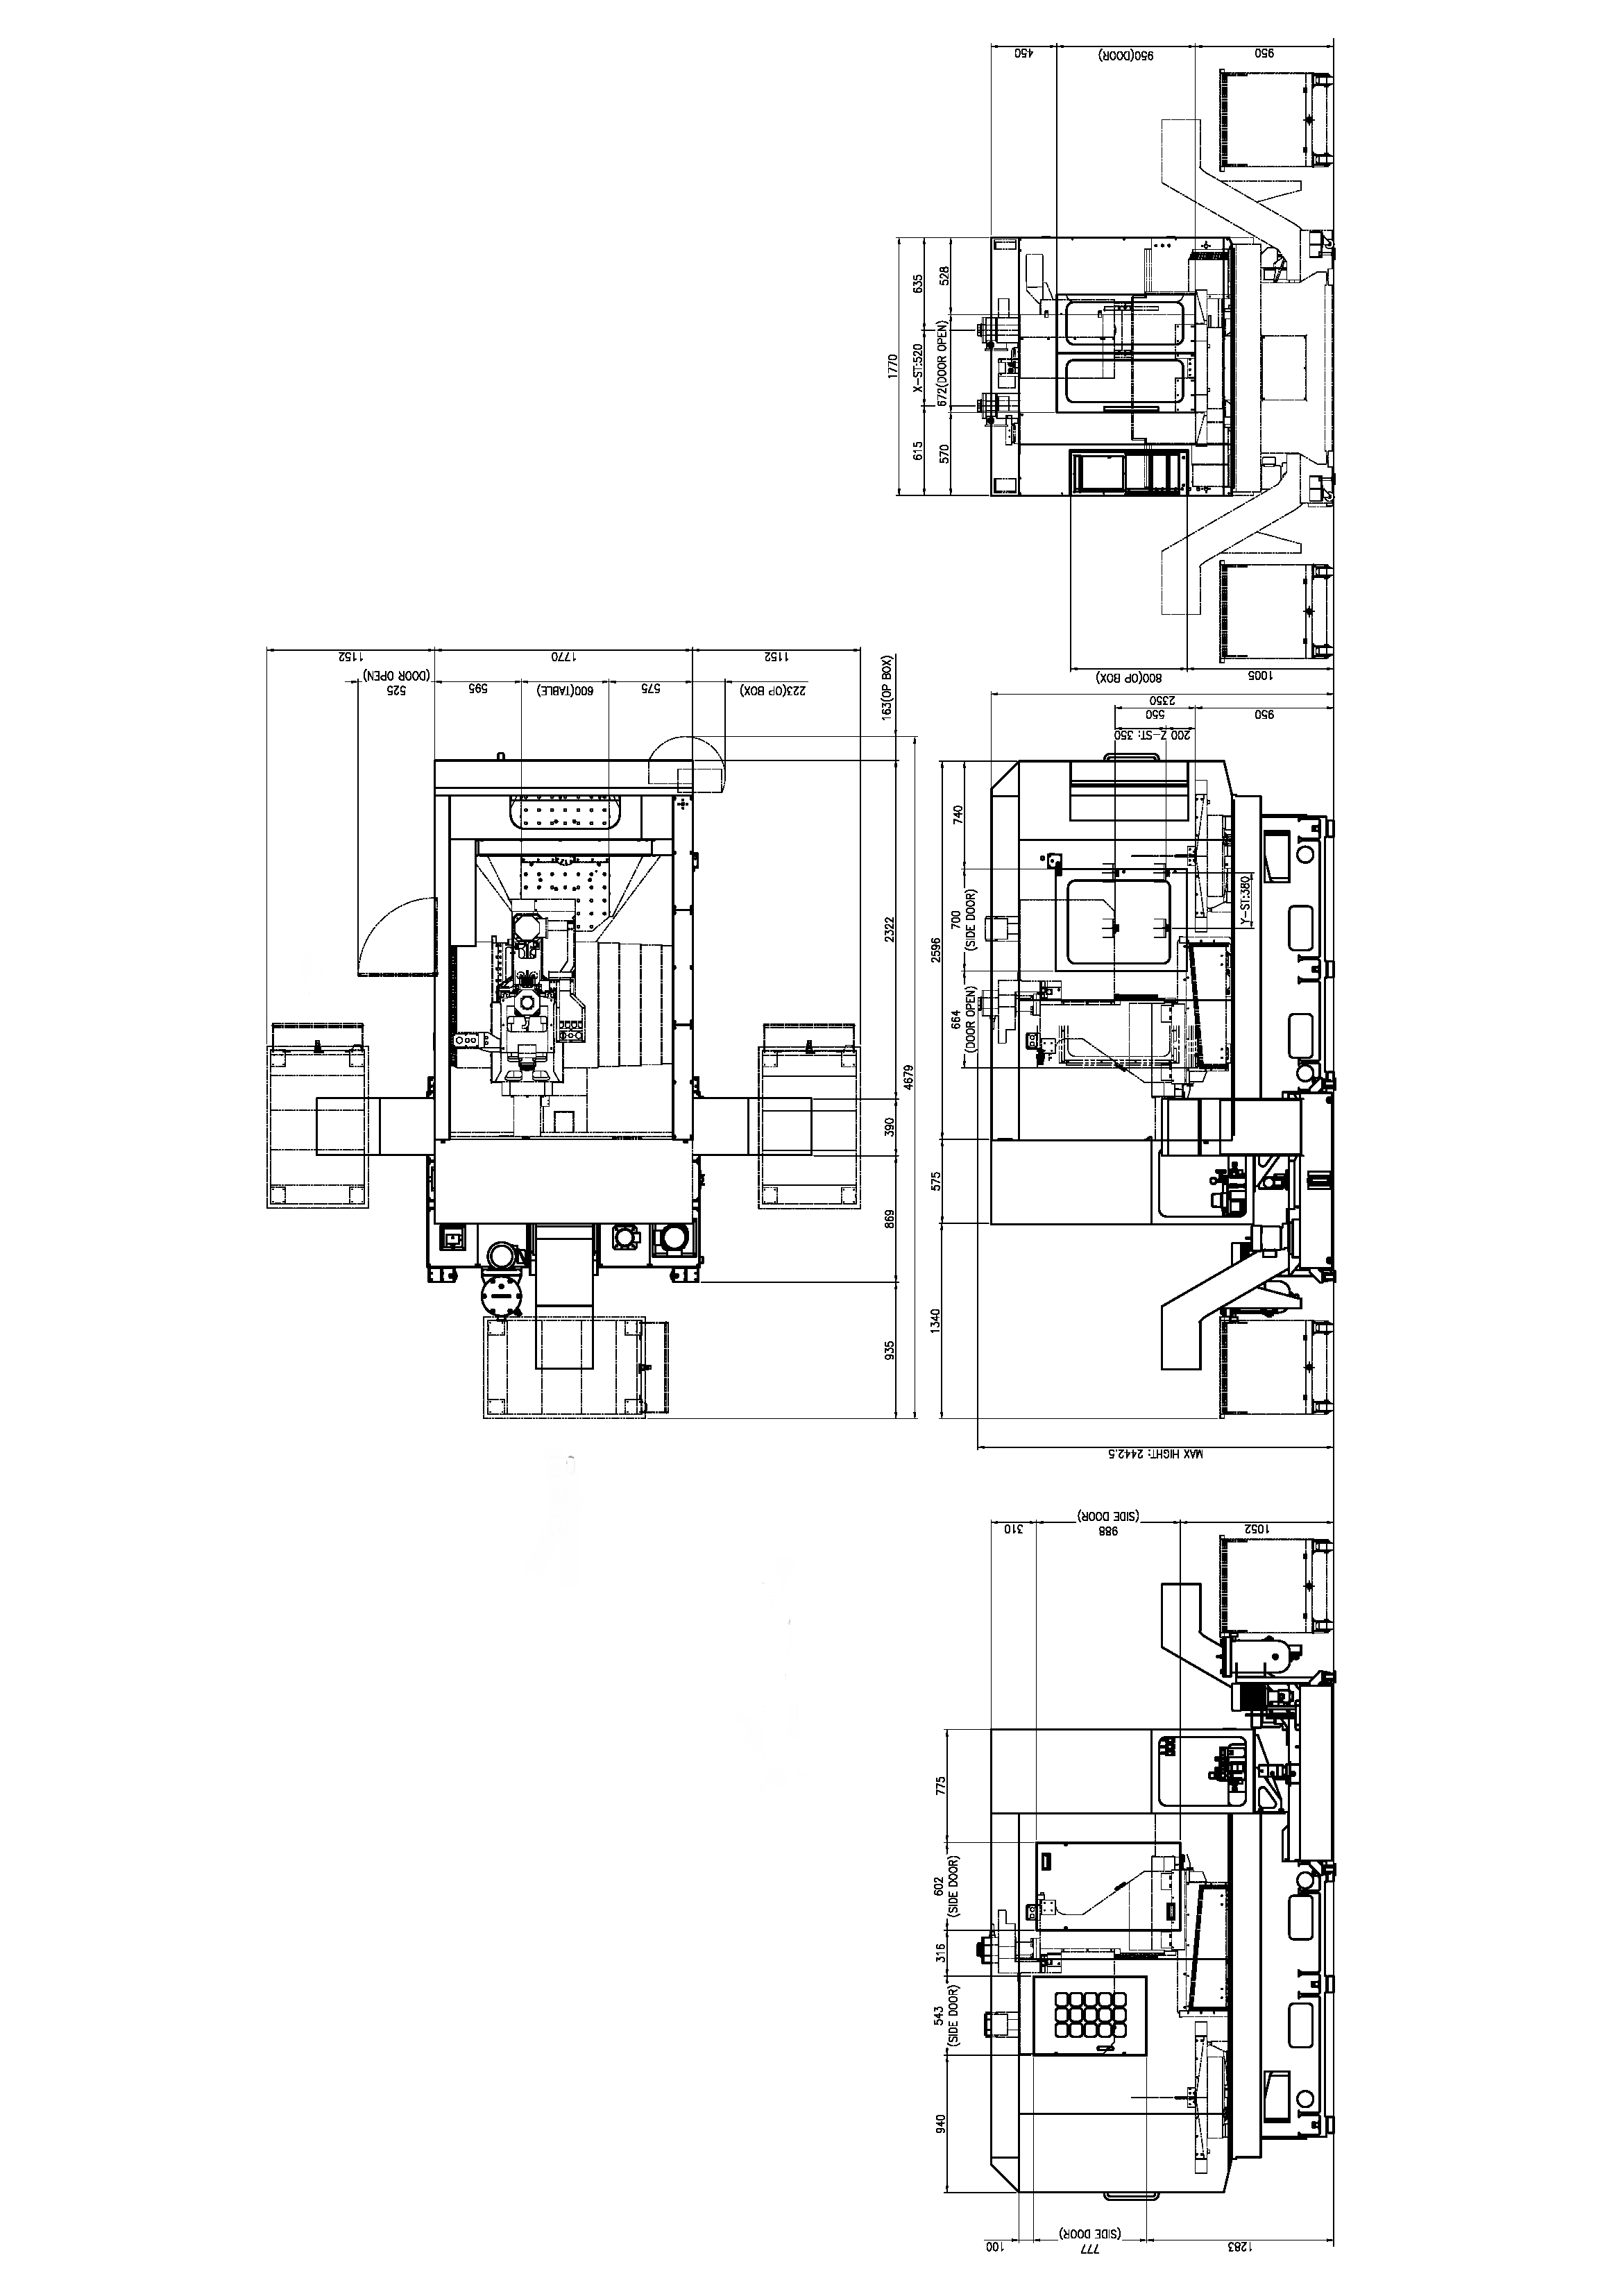 450
950(DOOR)
950
1770
635
X-ST:520
615
528
672(DOOR OPEN)
570
800(OP BOX)
1005
1152
1770
1152
525
(DOOR OPEN)
595
600(TABLE)
575
223(OP BOX)
163(OP BOX)
2322
390
869
935
4679
2350
550
200
Z-ST: 350
950
740
700
(SIDE DOOR)
664
(DOOR OPEN)
2596
575
1340
Y-ST:380
MAX HIGHT: 2442.5
310
988
(SIDE DOOR)
1052
775
602
(SIDE DOOR)
316
543
(SIDE DOOR)
940
100
777
(SIDE DOOR)
1283